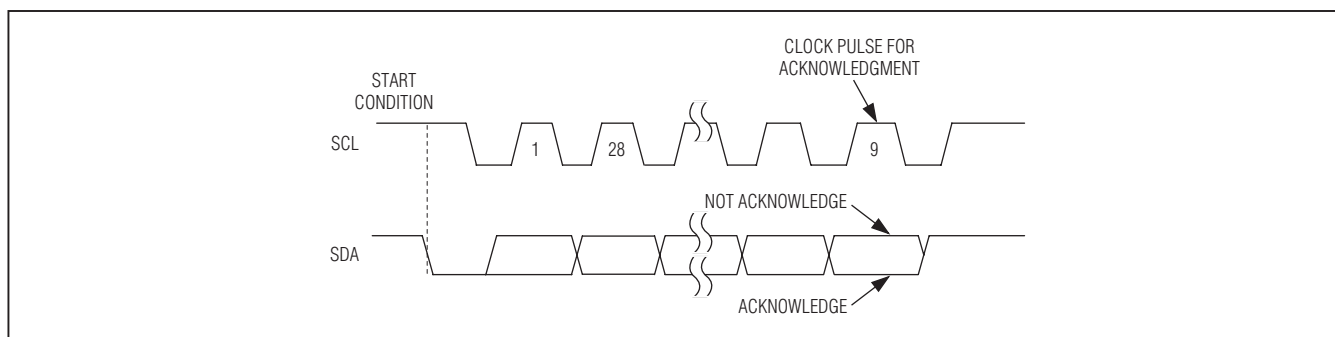 CLOCK PULSE FOR
ACKNOWLEDGMENT
START
CONDITION
SCL
1
28
9
NOT ACKNOWLEDGE
SDA
ACKNOWLEDGE